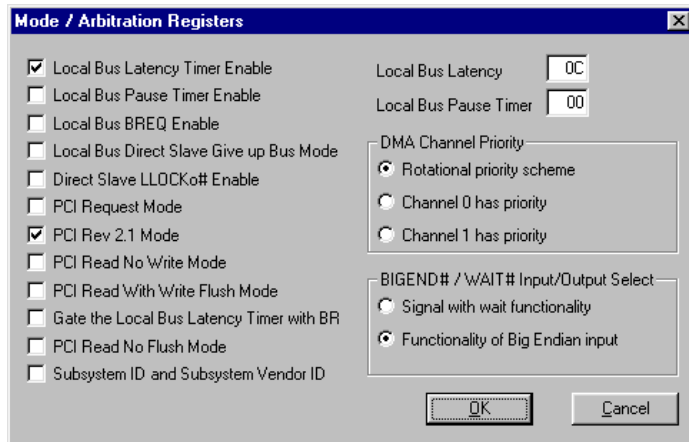 Mode / Arbitration Registers
Local Bus Latency Timer Enable
Local Bus Pause Timer Enable
Local Bus BREQ Enable
Local Bus Direct Slave Give up Bus Mode
Direct Slave LLOCKo# Enable
PCI Request Mode
PCI Rev 2.1 Mode
PCI Read No Write Mode
PCI Read With Write Flush Mode
Gate the Local Bus Latency Timer with BR
PCI Read No Flush Mode
Subsystem ID and Subsystem Vendor ID
Local Bus Latency 0C
Local Bus Pause Timer 00
DMA Channel Priority
Rotational priority scheme
Channel 0 has priority
Channel 1 has priority
BIGEND# / WAIT# Input/Output Select
Signal with wait functionality
Functionality of Big Endian input
OK
Cancel